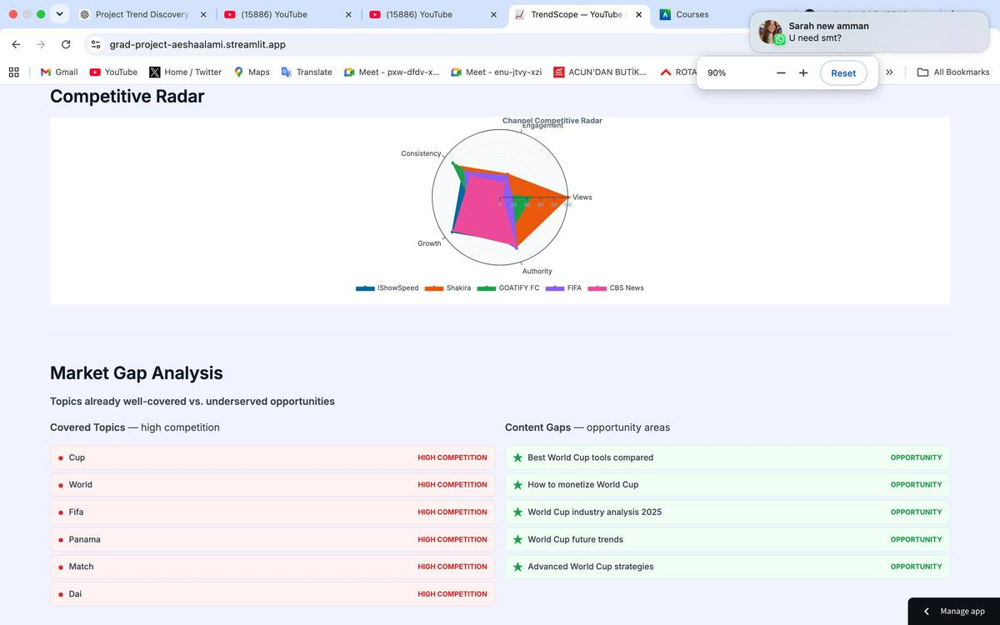 Project Trend Discovery
(15886) YouTube
(15886) YouTube
TrendScope — YouTube
Courses
Sarah new amman
U need smt?
grad-project-aeshaalami.streamlit.app
90%
Reset
Gmail
YouTube
Home / Twitter
Maps
Translate
Meet - pxw-dfdv-x...
Meet - enu-jtvy-xzi
ACUN'DAN BUTİK...
ROTA
All Bookmarks
Competitive Radar
Channel Competitive Radar
Engagement
Consistency
Views
0 20 40 60 80 100
Growth
Authority
IShowSpeed Shakira GOATIFY FC FIFA CBS News
Market Gap Analysis
Topics already well-covered vs. underserved opportunities
Covered Topics — high competition
Cup HIGH COMPETITION
World HIGH COMPETITION
Fifa HIGH COMPETITION
Panama HIGH COMPETITION
Match HIGH COMPETITION
Dai HIGH COMPETITION
Content Gaps — opportunity areas
Best World Cup tools compared OPPORTUNITY
How to monetize World Cup OPPORTUNITY
World Cup industry analysis 2025 OPPORTUNITY
World Cup future trends OPPORTUNITY
Advanced World Cup strategies OPPORTUNITY
Manage app